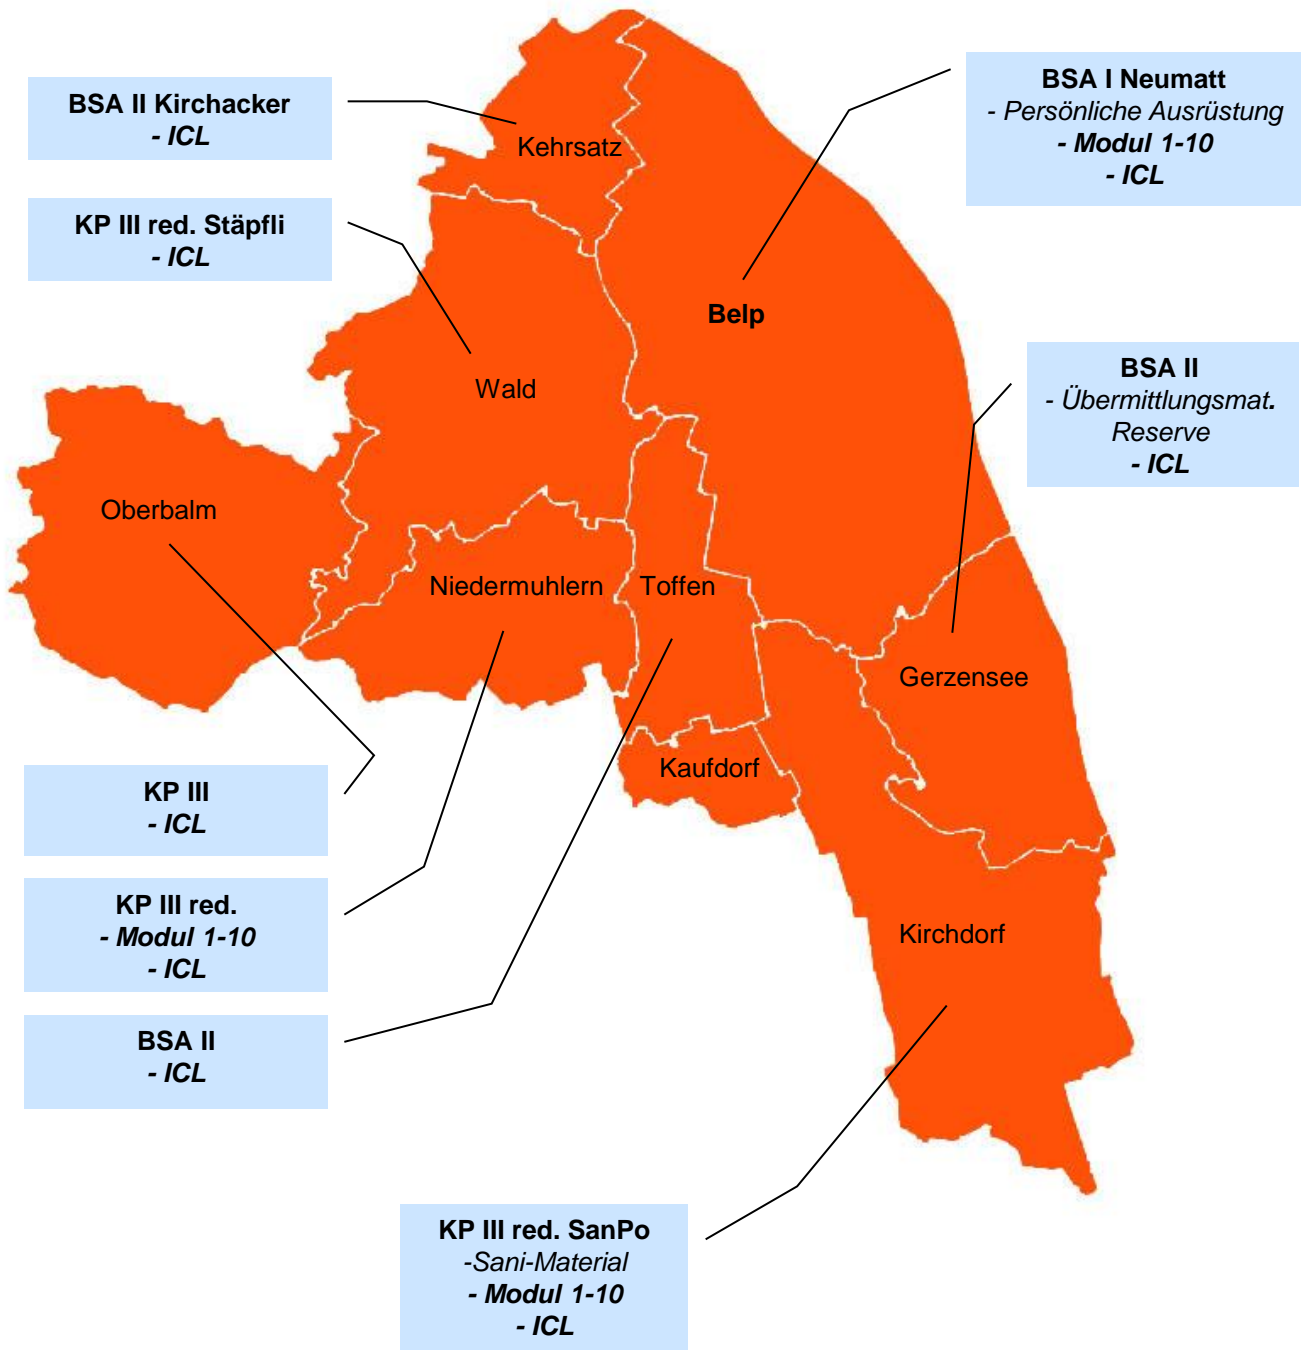 BSA II Kirchacker
- ICL
BSA I Neumatt
- Persönliche Ausrüstung
- Modul 1-10
- ICL
Kehrsatz
KP III red. Stäpfli
- ICL
Belp
Wald
BSA II
- Übermittlungsmat.
Reserve
- ICL
Oberbalm
Niedermuhlern
Toffen
Gerzensee
Kaufdorf
KP III
- ICL
KP III red.
- Modul 1-10
- ICL
Kirchdorf
BSA II
- ICL
KP III red. SanPo
-Sani-Material
- Modul 1-10
- ICL